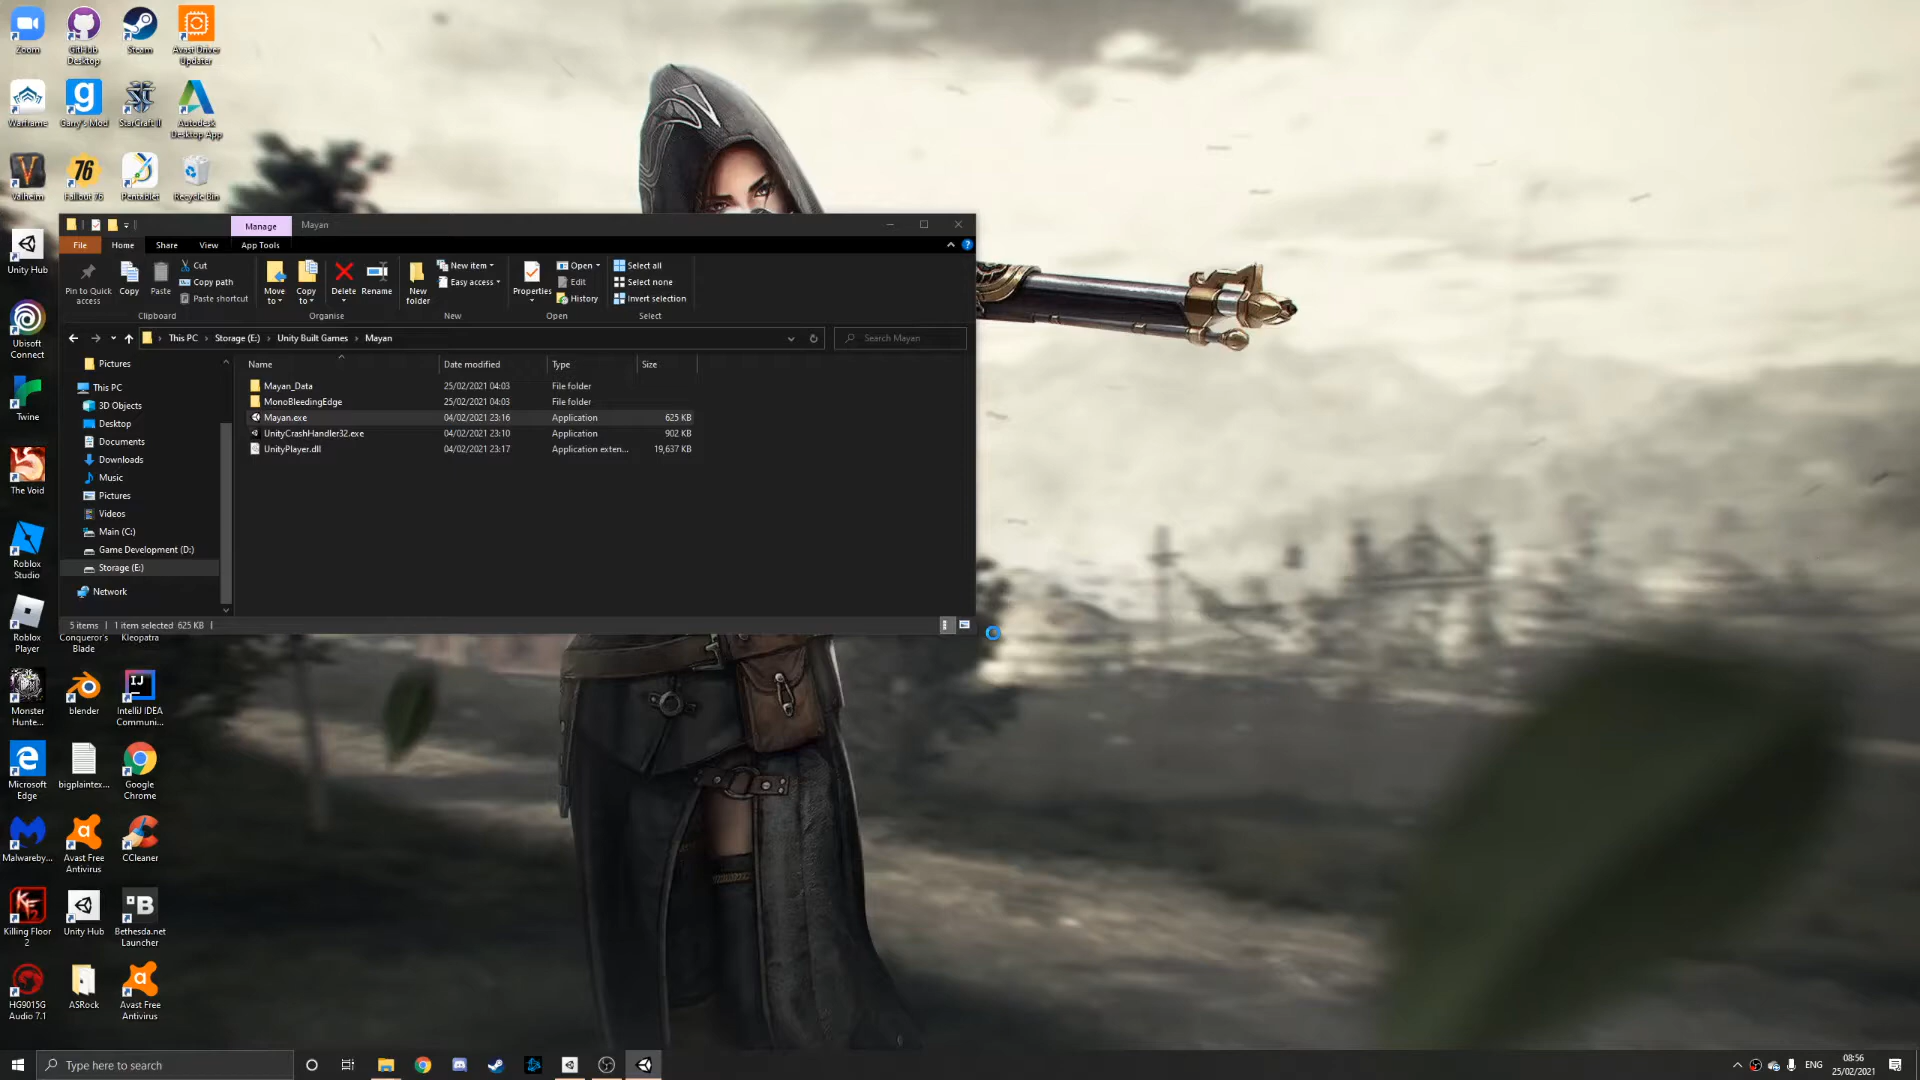 Zoom
GitHub Desktop
Steam
Avast Driver Updater
Warframe
Garry's Mod
StarCraft II
Autodesk Desktop App
Valheim
Fallout 76
Pentablet
Recycle Bin
Unity Hub
Ubisoft Connect
Twine
The Void
Roblox Studio
Roblox Player
Conqueror's Blade
Kleopatra
Monster Hunte...
blender
IntelliJ IDEA Communi...
Microsoft Edge
bigplaintex...
Google Chrome
Malwareby...
Avast Free Antivirus
CCleaner
Killing Floor 2
Unity Hub
Bethesda.net Launcher
HG9015G Audio 7.1
ASRock
Avast Free Antivirus
Manage
Mayan
File
Home
Share
View
App Tools
Pin to Quick access
Copy
Paste
Cut
Copy path
Paste shortcut
Clipboard
Move to
Copy to
Delete
Rename
Organise
New folder
New item
Easy access
New
Properties
Open
Edit
History
Open
Select all
Select none
Invert selection
Select
This PC
Storage (E:)
Unity Built Games
Mayan
Search Mayan
Pictures
This PC
3D Objects
Desktop
Documents
Downloads
Music
Pictures
Videos
Main (C:)
Game Development (D:)
Storage (E:)
Network
Name Date modified Type Size
Mayan_Data 25/02/2021 04:03 File folder
MonoBleedingEdge 25/02/2021 04:03 File folder
Mayan.exe 04/02/2021 23:16 Application 625 KB
UnityCrashHandler32.exe 04/02/2021 23:10 Application 902 KB
UnityPlayer.dll 04/02/2021 23:17 Application exten... 19,637 KB
5 items 1 item selected 625 KB
Type here to search
ENG
08:56
25/02/2021